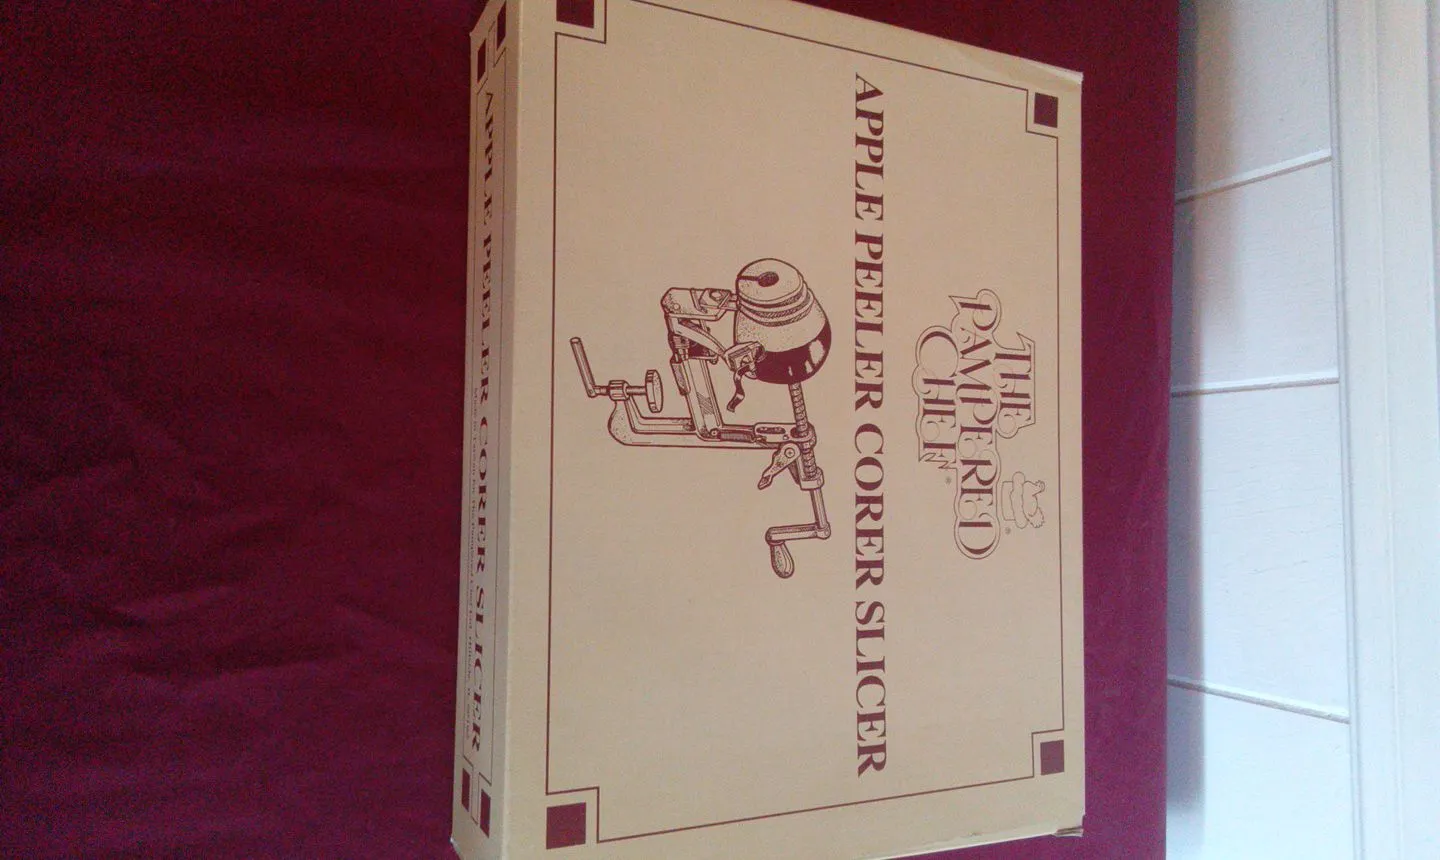 THE
PAMPERED
CHEF
®
®
APPLE PEELER CORER SLICER
APPLE PEELER CORER SLICER